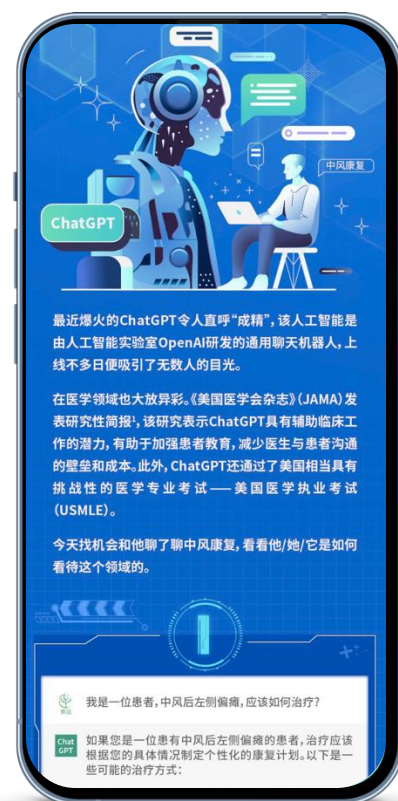 中风康复
ChatGPT
最近爆火的ChatGPT令人直呼“成精”，该人工智能是
由人工智能实验室OpenAI研发的通用聊天机器人，上
线不多日便吸引了无数人的目光。
在医学领域也大放异彩。《美国医学会杂志》（JAMA）发
表研究性简报¹，该研究表示ChatGPT具有辅助临床工
作的潜力，有助于加强患者教育，减少医生与患者沟通
的壁垒和成本。此外，ChatGPT还通过了美国相当具有
挑战性的医学专业考试——美国医学执业考试
（USMLE）。
今天找机会和他聊了聊中风康复，看看他/她/它是如何
看待这个领域的。
我是一位患者，中风后左侧偏瘫，应该如何治疗？
Chat
GPT
如果您是一位患有中风后左侧偏瘫的患者，治疗应该
根据您的具体情况制定个性化的康复计划。以下是一
些可能的治疗方式：